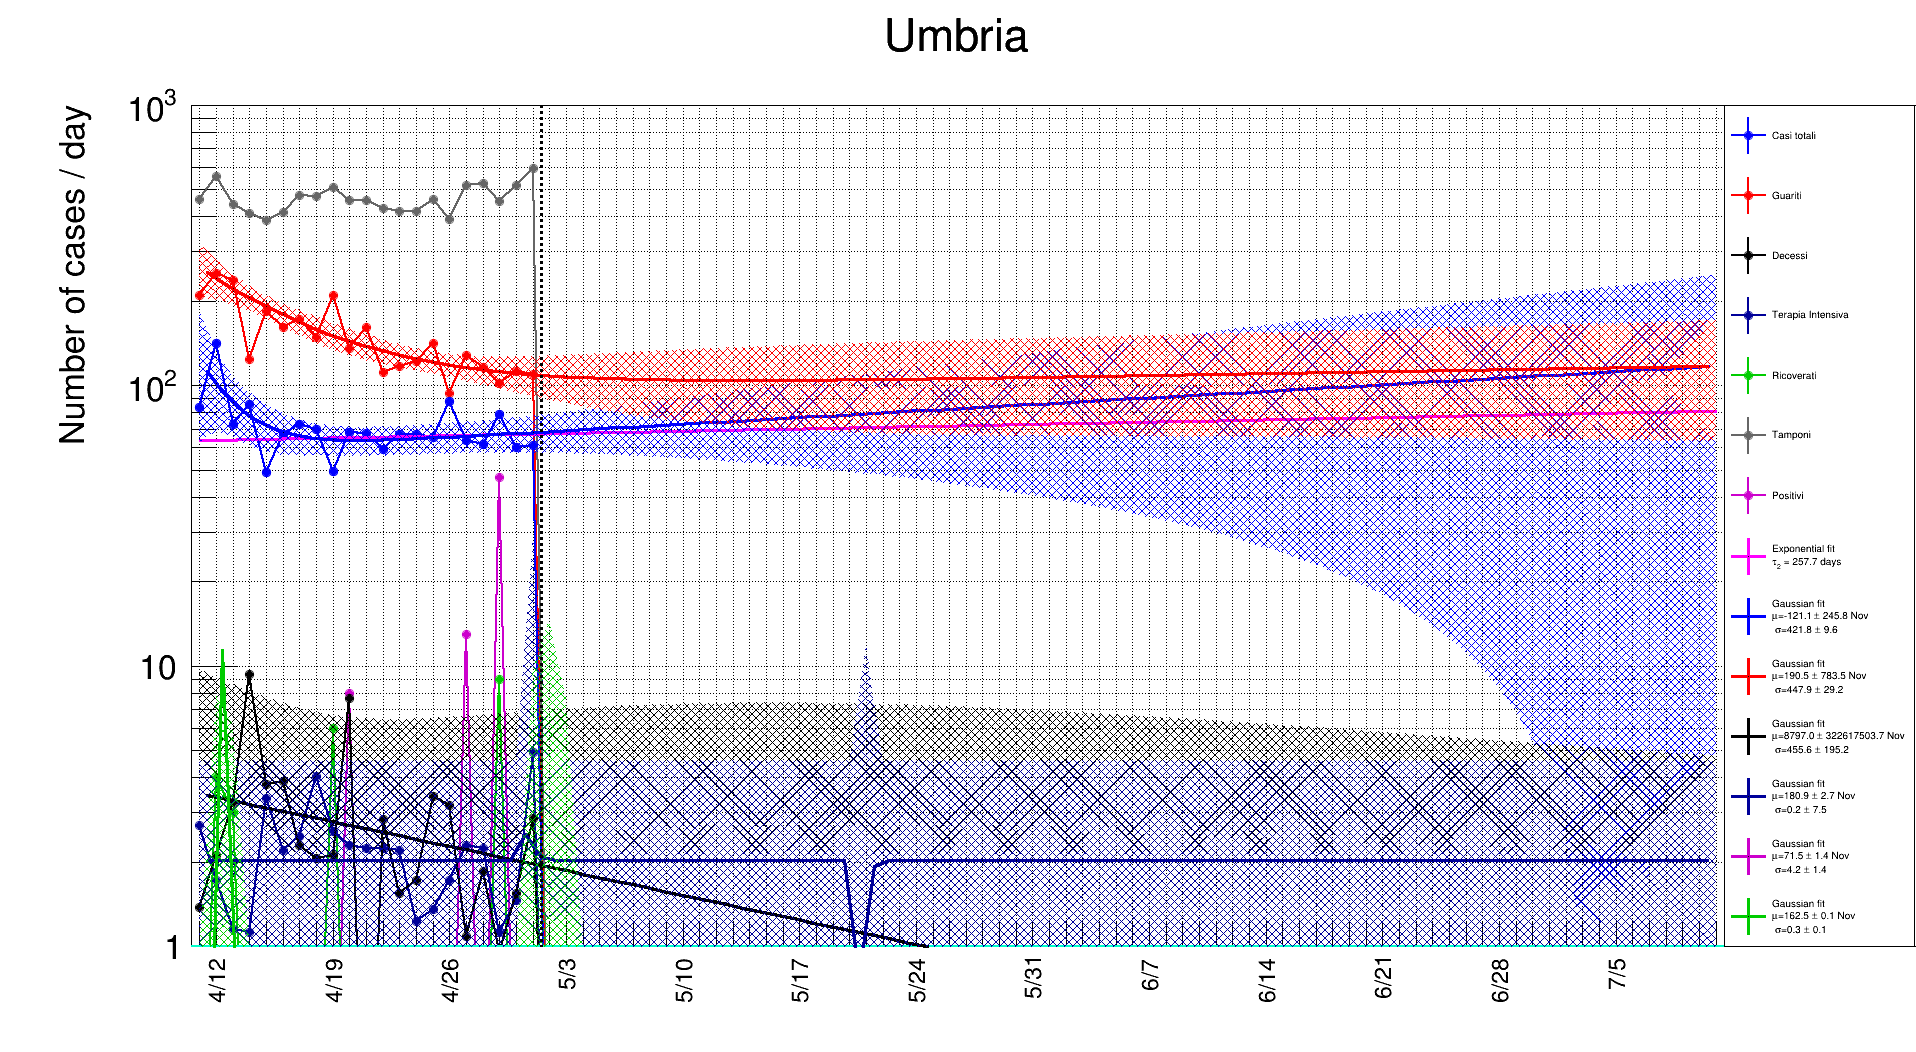 Umbria
Number of cases / day
10³
10²
10
1
4/12
4/19
4/26
5/3
5/10
5/17
5/24
5/31
6/7
6/14
6/21
6/28
7/5
Casi totali
Guariti
Decessi
Terapia Intensiva
Ricoverati
Tamponi
Positivi
Exponential fit
τ₂ = 257.7 days
Gaussian fit
μ=-121.1 ± 245.8 Nov
σ=421.8 ± 9.6
Gaussian fit
μ=190.5 ± 783.5 Nov
σ=447.9 ± 29.2
Gaussian fit
μ=8797.0 ± 322617503.7 Nov
σ=455.6 ± 195.2
Gaussian fit
μ=180.9 ± 2.7 Nov
σ=0.2 ± 7.5
Gaussian fit
μ=71.5 ± 1.4 Nov
σ=4.2 ± 1.4
Gaussian fit
μ=162.5 ± 0.1 Nov
σ=0.3 ± 0.1